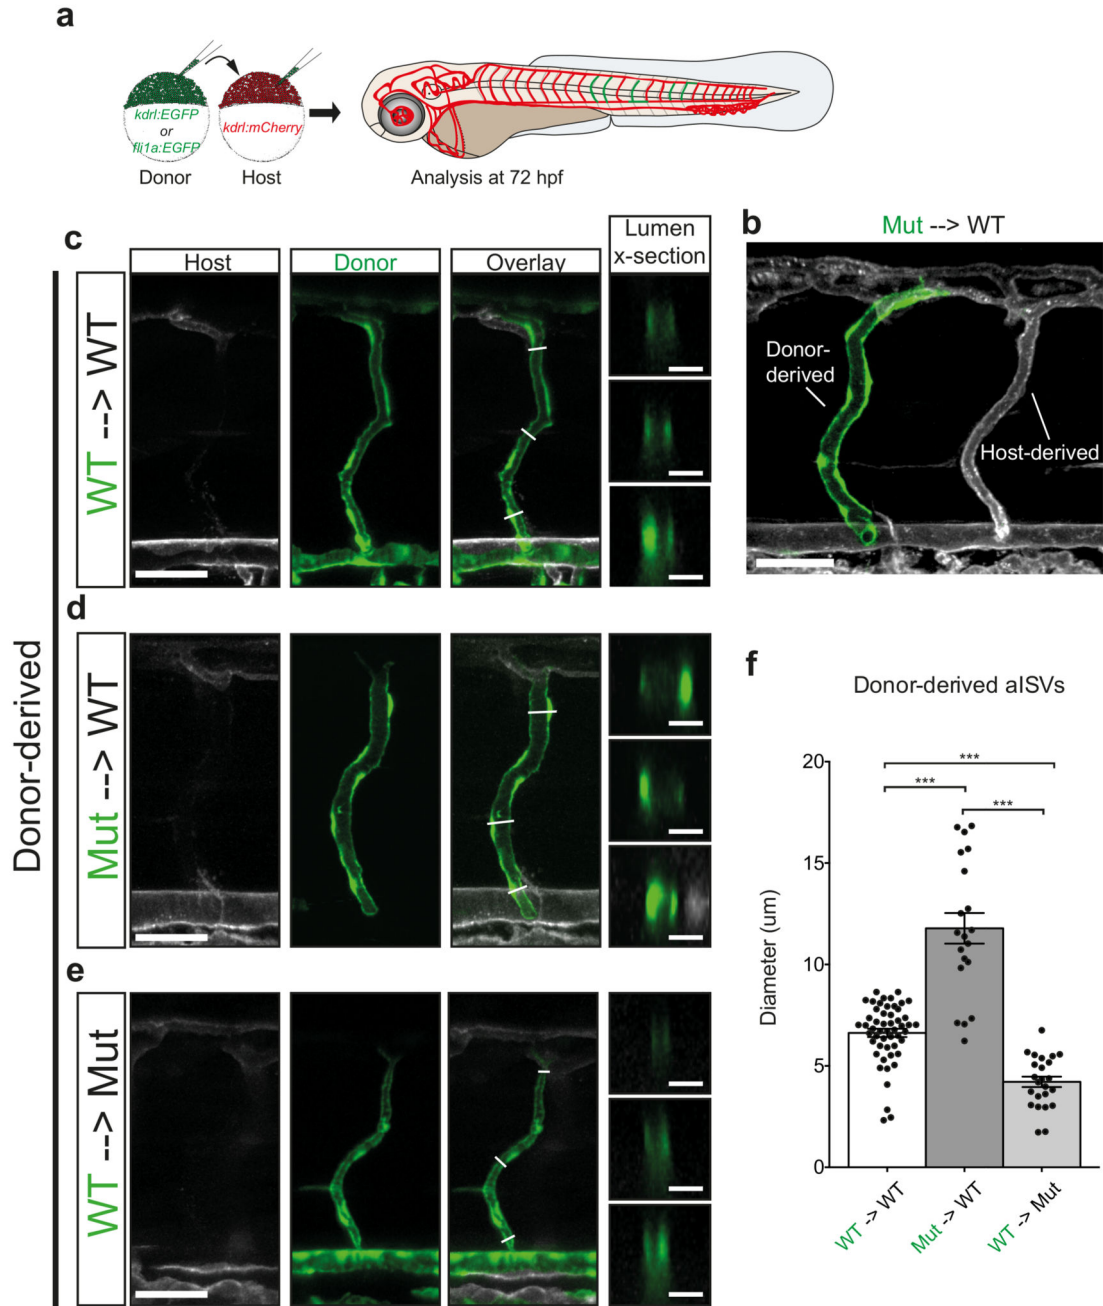 a
kdrl:EGFP
or
fli1a:EGFP
kdrl:mCherry
Donor
Host
Analysis at 72 hpf
b
Mut --> WT
Donor-
derived
Host-derived
c
Host
Donor
Overlay
Lumen
x-section
WT --> WT
d
Mut --> WT
e
WT --> Mut
Donor-derived
f
Donor-derived aISVs
***
***
***
20
15
10
5
0
Diameter (um)
WT -> WT
Mut -> WT
WT -> Mut